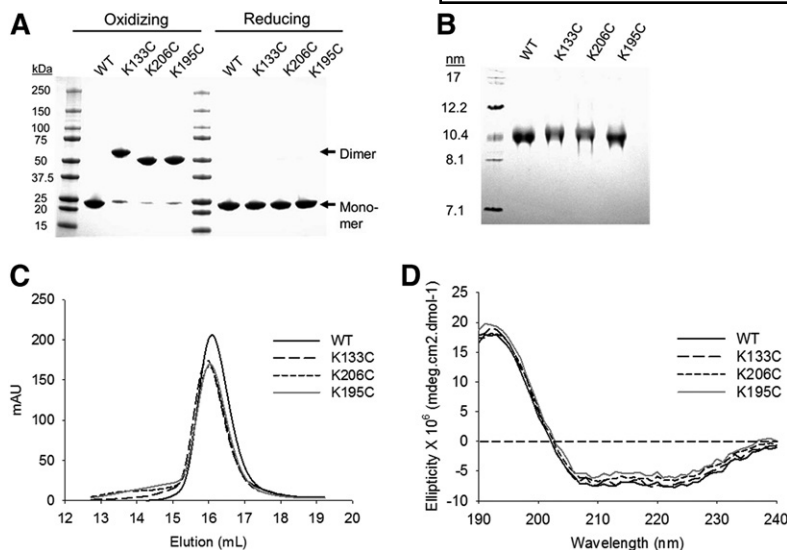 A
Oxidizing
Reducing
WT
K133C
K206C
K195C
WT
K133C
K206C
K195C
kDa
250
150
100
75
50
37.5
25
20
15
Dimer
Mono-
mer
B
nm
WT
K133C
K206C
K195C
17
12.2
10.4
8.1
7.1
C
250
200
150
100
50
0
mAU
12 13 14 15 16 17 18 19 20
Elution (mL)
WT
K133C
K206C
K195C
D
25
20
15
10
5
0
-5
-10
Ellipticity X 10⁶ (mdeg.cm2.dmol-1)
190 200 210 220 230 240
Wavelength (nm)
WT
K133C
K206C
K195C